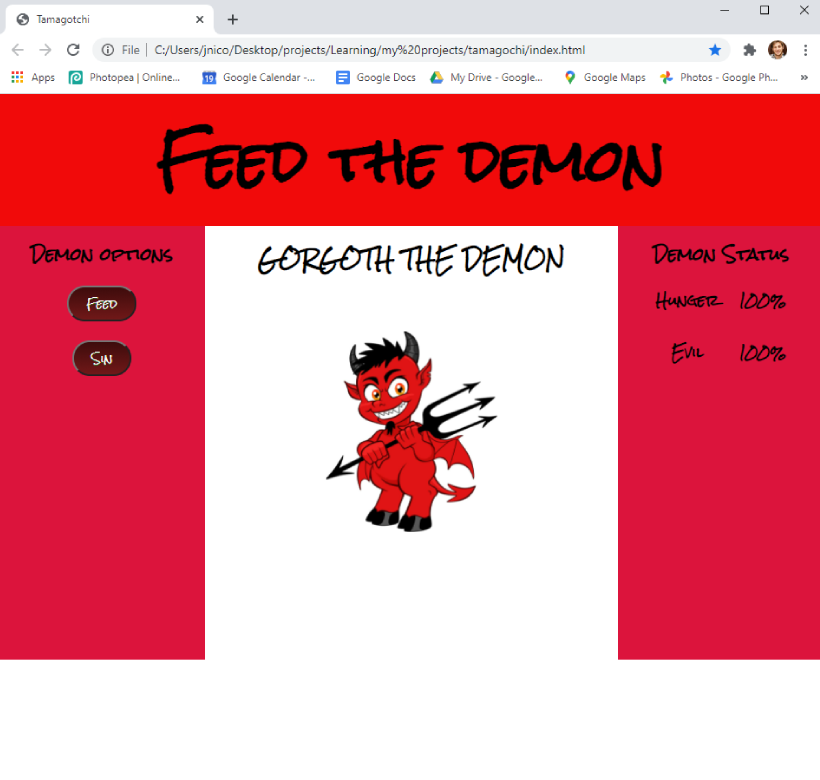 Tamagotchi
File C:/Users/jnico/Desktop/projects/Learning/my%20projects/tamagochi/index.html
Apps Photopea | Online... 19 Google Calendar -... Google Docs My Drive - Google... Google Maps Photos - Google Ph... »
Feed the demon
Demon options
Feed
Sin
GORGOTH THE DEMON
Demon Status
Hunger 100%
Evil 100%